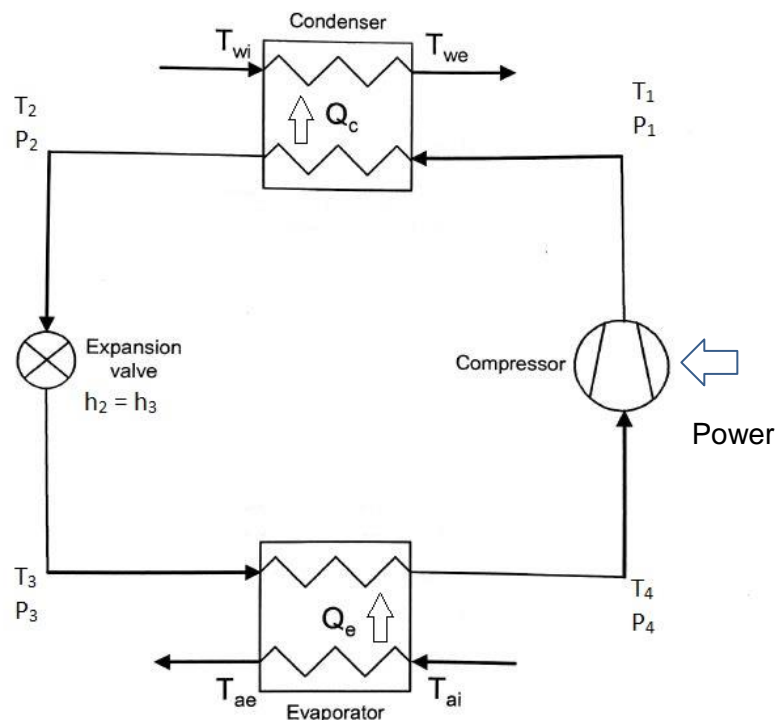 Condenser
Twi
Twe
T2
P2
Qc
T1
P1
Expansion
valve
h2 = h3
Compressor
Power
T3
P3
Qe
T4
P4
Tae
Tai
Evaporator